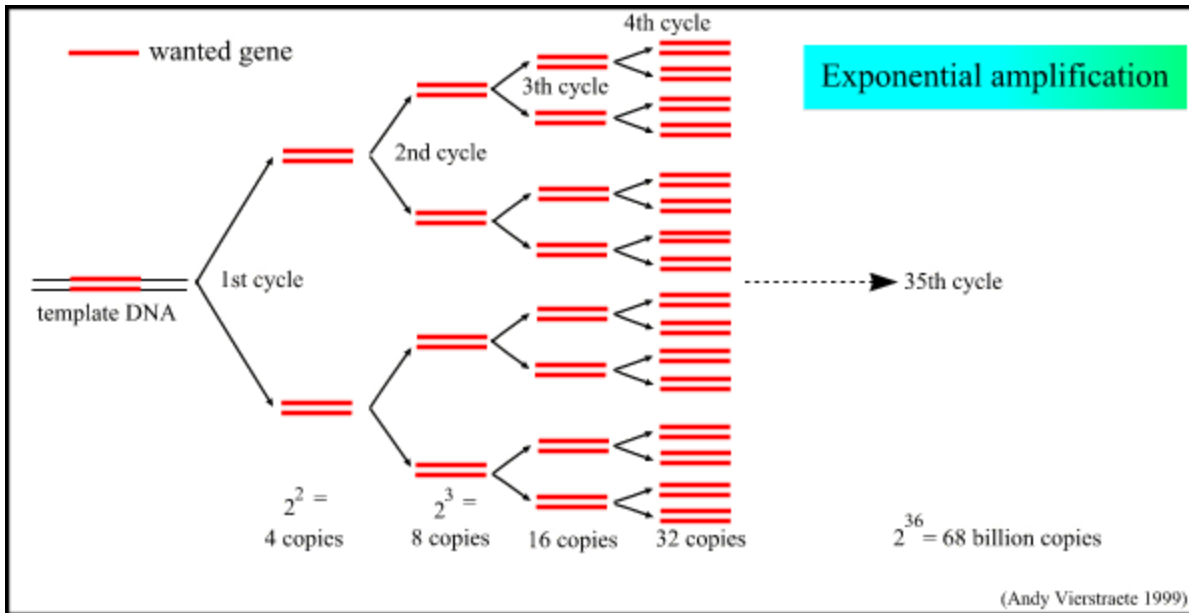 4th cycle
wanted gene
Exponential amplification
3th cycle
2nd cycle
1st cycle
35th cycle
template DNA
2^2 =
4 copies
2^3 =
8 copies
16 copies
32 copies
2^36 = 68 billion copies
(Andy Vierstraete 1999)